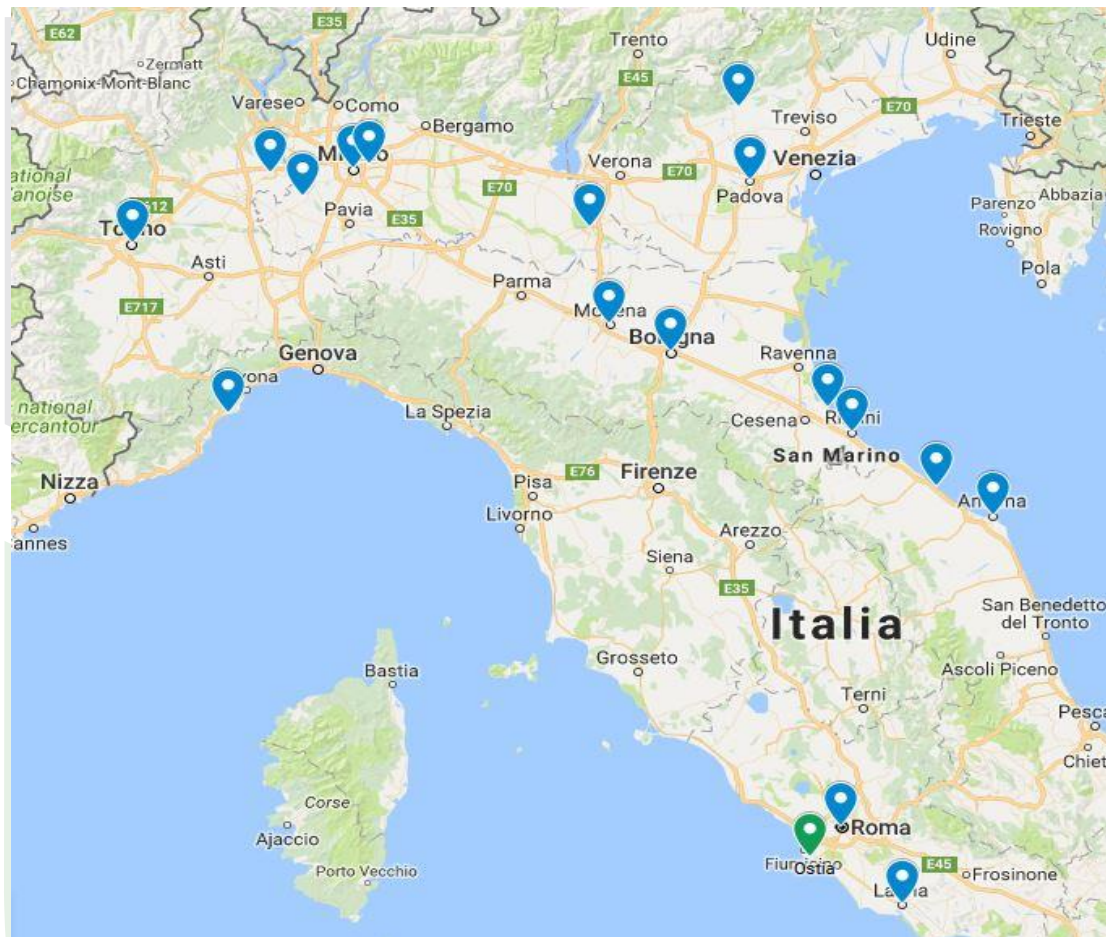 E62
E35
Trento
Udine
Zermatt
Chamonix-Mont-Blanc
E45
Varese
Como
E70
Bergamo
Treviso
Trieste
Verona
Venezia
E70
national
E70
Padova
Abbazia
E612
Pavia
E35
Parenzo
Rovigno
Asti
Parma
Pola
E717
Genova
Ravenna
national
La Spezia
Cesena
San Marino
Nizza
E76
Firenze
Pisa
Livorno
Arezzo
Siena
E35
San Benedetto
del Tronto
Italia
Grosseto
Ascoli Piceno
Bastia
Terni
Corse
Roma
Ajaccio
Porto Vecchio
E45
Frosinone
Ostia